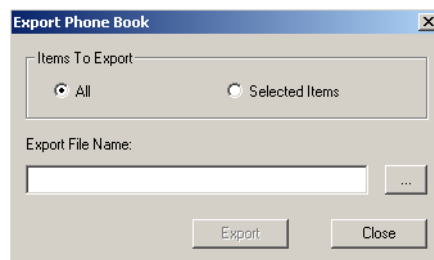 Export Phone Book
Items To Export
All Selected Items
Export File Name:
...
Export Close